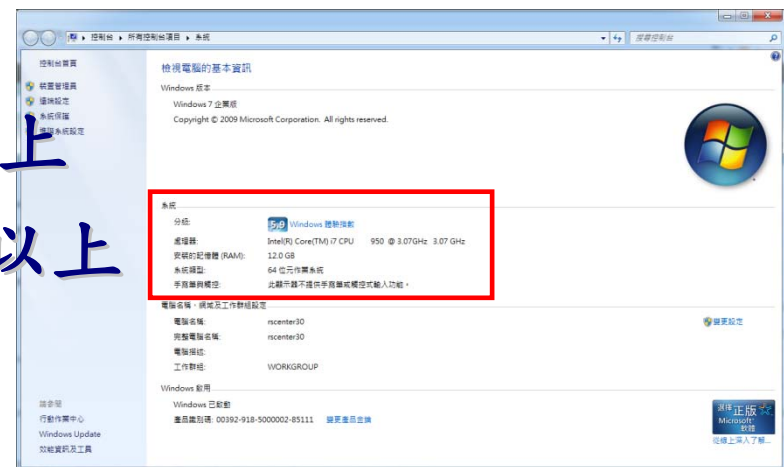 控制台 ▸ 所有控制台項目 ▸ 系統
搜尋控制台
控制台首頁
裝置管理員
遠端設定
系統保護
進階系統設定
上
以上
檢視電腦的基本資訊
Windows 版本
Windows 7 企業版
Copyright © 2009 Microsoft Corporation. All rights reserved.
系統
分級: 5.9 Windows 體驗指數
處理器: Intel(R) Core(TM) i7 CPU 950 @ 3.07GHz 3.07 GHz
安裝的記憶體 (RAM): 12.0 GB
系統類型: 64 位元作業系統
手寫筆與觸控: 此顯示器不提供手寫筆或觸控式輸入功能。
電腦名稱、網域及工作群組設定
電腦名稱: rscenter30
變更設定
完整電腦名稱: rscenter30
電腦描述:
工作群組: WORKGROUP
Windows 啟用
Windows 已啟動
產品識別碼: 00392-918-5000002-85111 變更產品金鑰
選擇正版
Microsoft
軟體
從線上深入了解...
請參閱
行動作業中心
Windows Update
效能資訊及工具